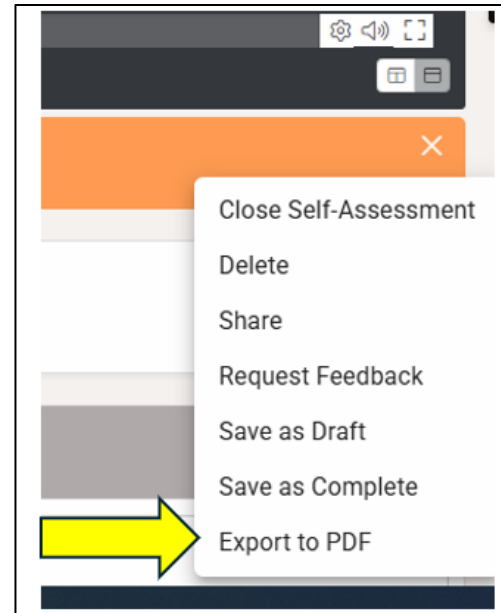 Close Self-Assessment
Delete
Share
Request Feedback
Save as Draft
Save as Complete
Export to PDF